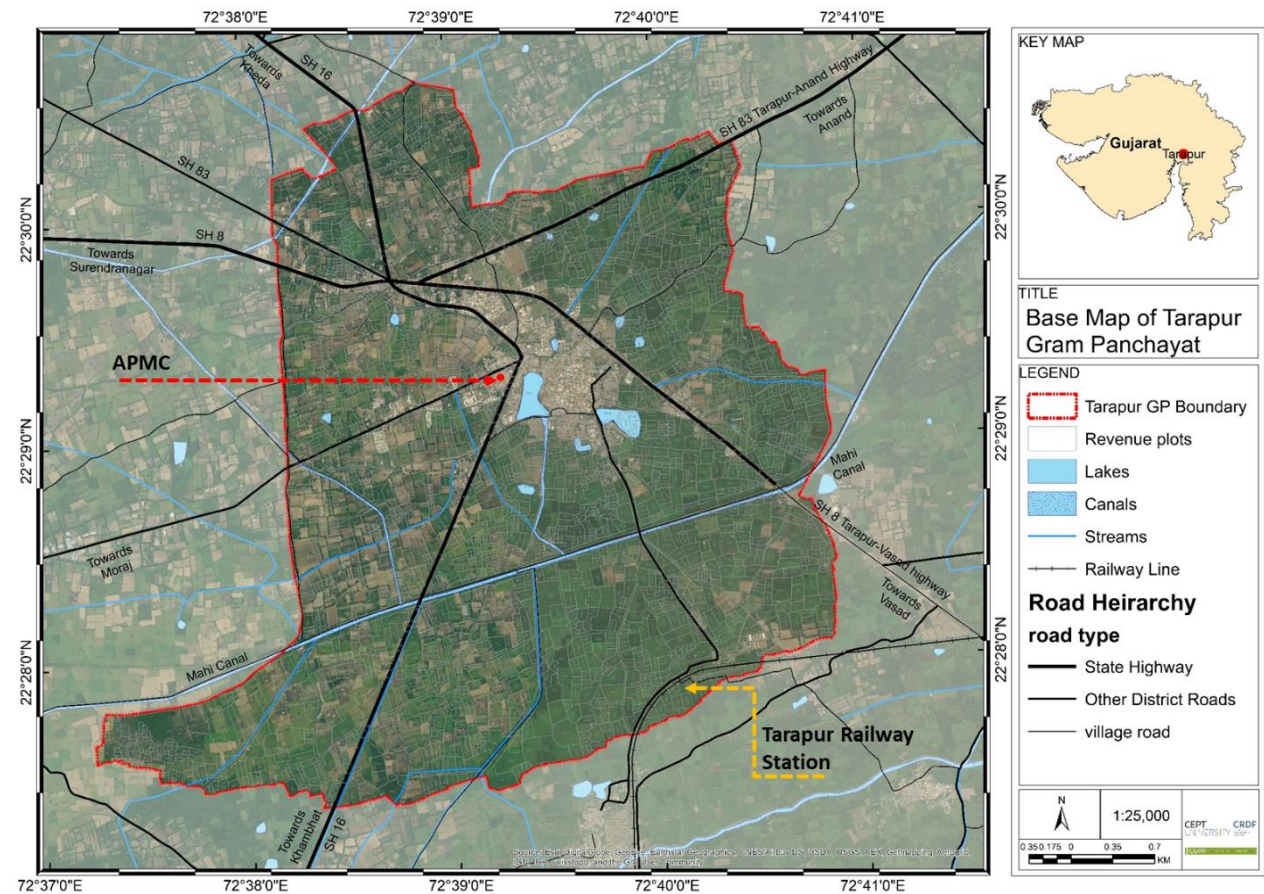 72°38'0"E
72°39'0"E
72°40'0"E
72°41'0"E
22°30'0"N
22°29'0"N
22°28'0"N
22°30'0"N
22°29'0"N
22°28'0"N
72°37'0"E
72°38'0"E
72°39'0"E
72°40'0"E
72°41'0"E
Towards
Kheda
SH 16
SH 83 Tarapur-Anand Highway
Towards
Anand
SH 83
SH 8
Towards
Surendranagar
APMC
Mahi
Canal
SH 8 Tarapur-Vasad highway
Towards
Vasad
Towards
Moraj
Mahi Canal
Tarapur Railway
Station
Towards
Khambhat
SH 16
KEY MAP
Gujarat
Tarapur
TITLE
Base Map of Tarapur
Gram Panchayat
LEGEND
Tarapur GP Boundary
Revenue plots
Lakes
Canals
Streams
Railway Line
Road Heirarchy
road type
State Highway
Other District Roads
village road
N
1:25,000
0.35 0.175 0 0.35 0.7
KM
CEPT
UNIVERSITY
CRDF